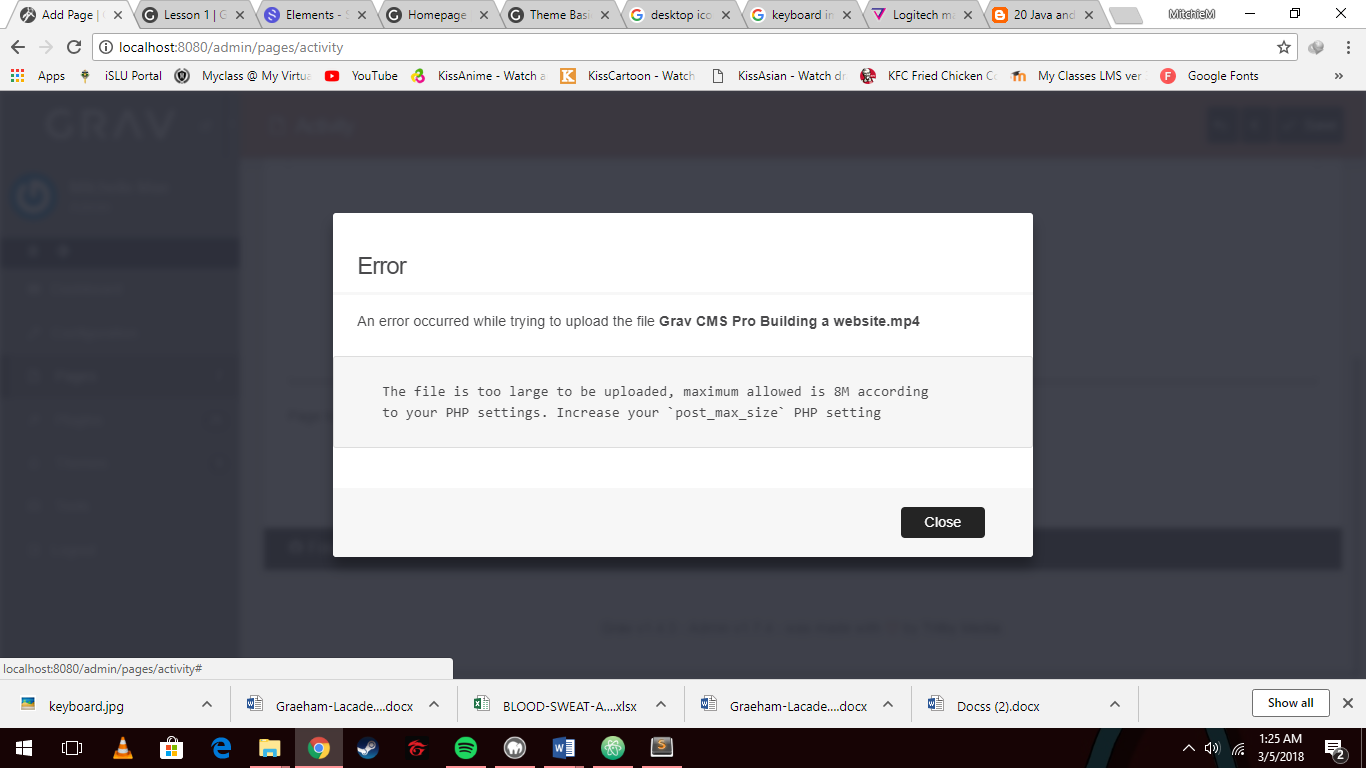 Add Page | G
Lesson 1 | G
Elements - S
Homepage
Theme Basi
desktop ico
keyboard in
Logitech ma
20 Java and
MitchieM
localhost:8080/admin/pages/activity
Apps
iSLU Portal
Myclass @ My Virtua
YouTube
KissAnime - Watch a
KissCartoon - Watch
KissAsian - Watch dr
KFC Fried Chicken Co
My Classes LMS ver
Google Fonts
»
GRAV
Activity
Error
An error occurred while trying to upload the file Grav CMS Pro Building a website.mp4
The file is too large to be uploaded, maximum allowed is 8M according
to your PHP settings. Increase your `post_max_size` PHP setting
Close
localhost:8080/admin/pages/activity#
keyboard.jpg
Graeham-Lacade....docx
BLOOD-SWEAT-A....xlsx
Graeham-Lacade....docx
Docss (2).docx
Show all
1:25 AM
3/5/2018
2